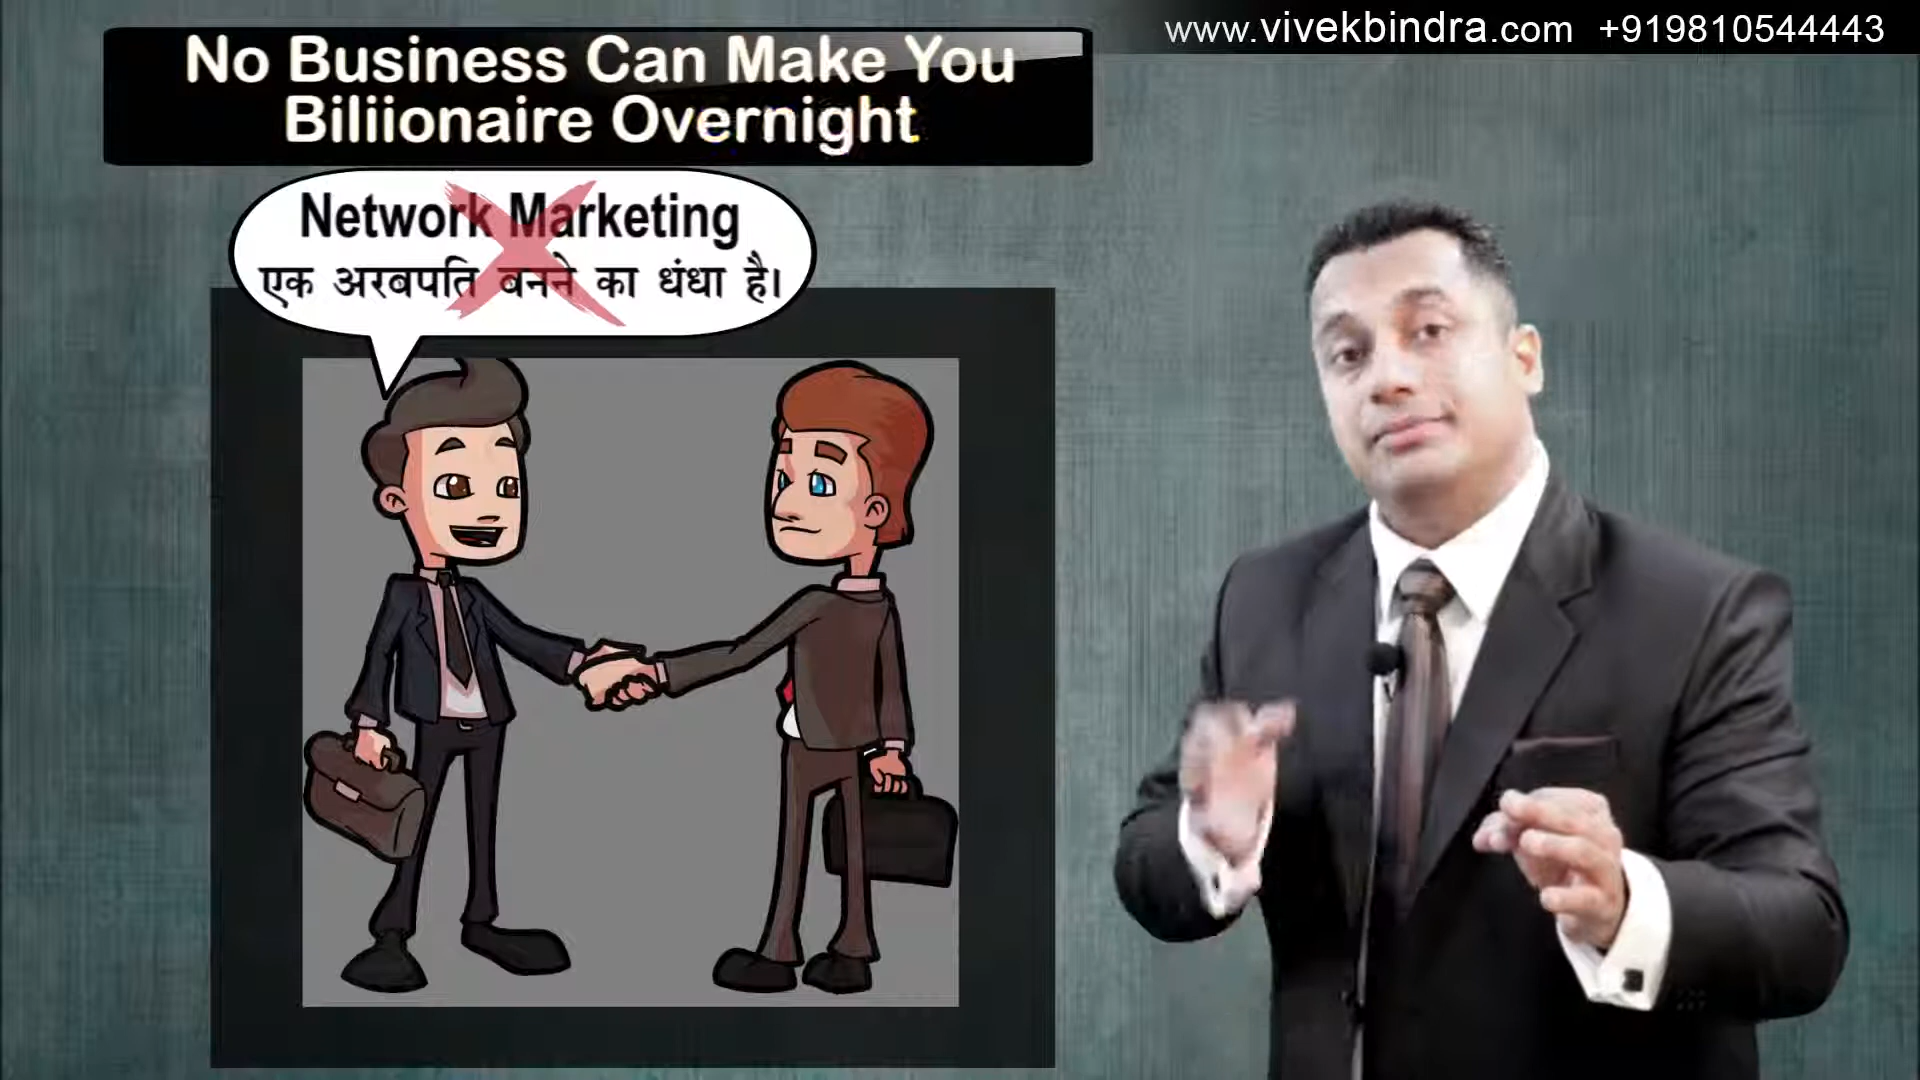 www.vivekbindra.com +919810544443
No Business Can Make You
Biliionaire Overnight
Network Marketing
एक अरबपति बनने का धंधा है।